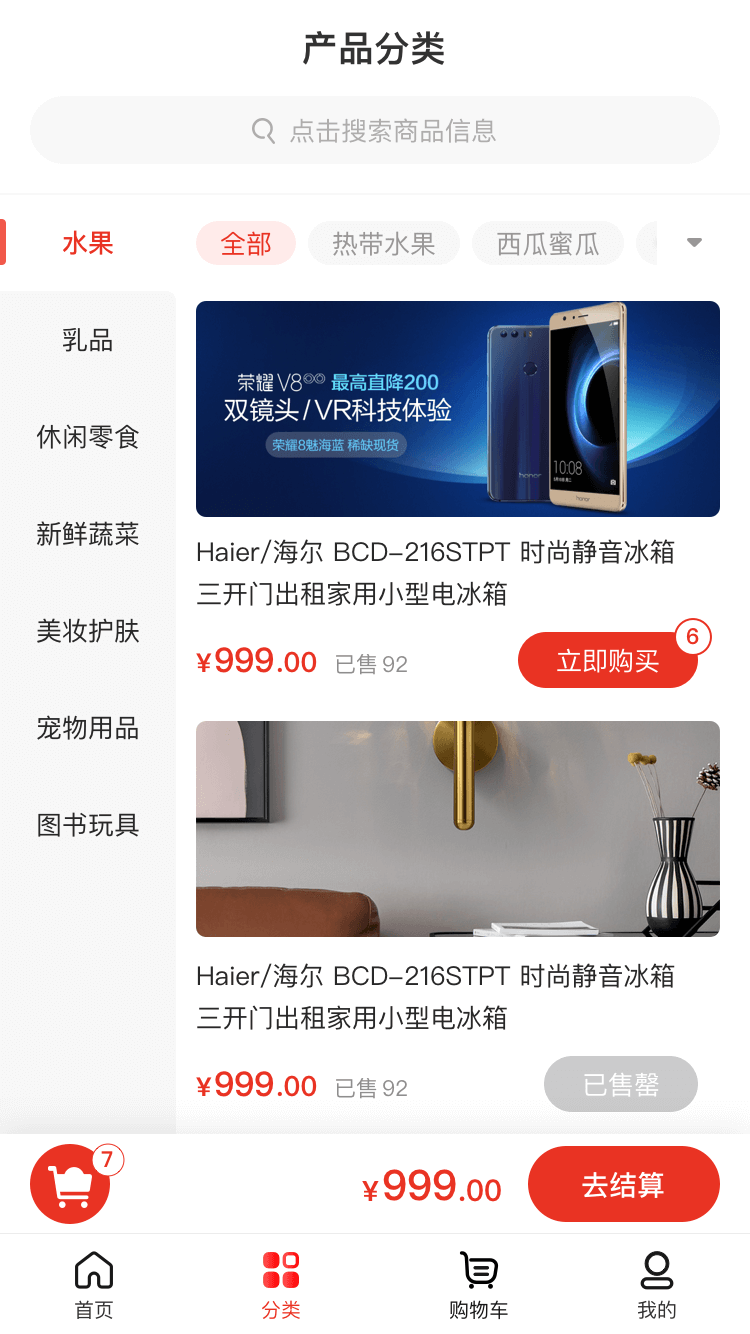 产品分类
点击搜索商品信息
水果
全部
热带水果
西瓜蜜瓜
乳品
休闲零食
新鲜蔬菜
美妆护肤
宠物用品
图书玩具
荣耀 V8 最高直降200
双镜头/VR科技体验
荣耀8魅海蓝 稀缺现货
honor
10:08
honor
Haier/海尔 BCD-216STPT 时尚静音冰箱
三开门出租家用小型电冰箱
¥999.00 已售 92
立即购买
6
Haier/海尔 BCD-216STPT 时尚静音冰箱
三开门出租家用小型电冰箱
¥999.00 已售 92
已售罄
7
¥999.00
去结算
首页
分类
购物车
我的